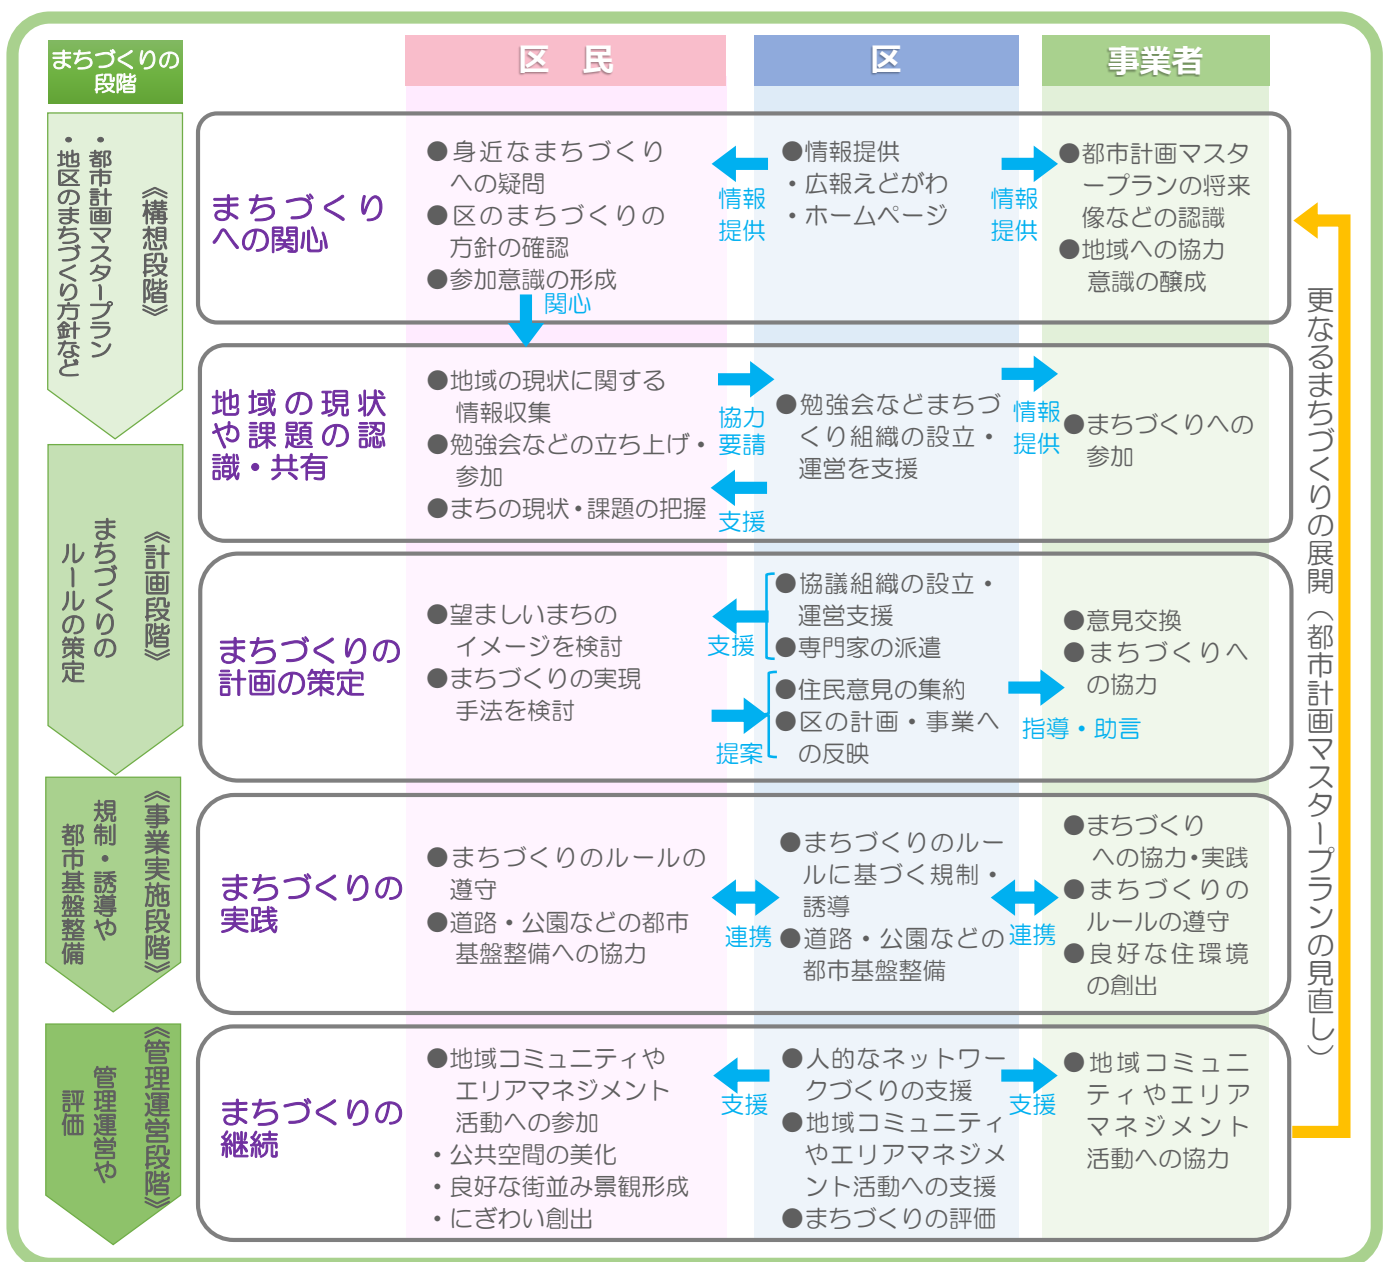 まちづくりの
段階
区 民
区
事業者
《構想段階》
・都市計画マスタープラン
・地区のまちづくり方針など
まちづくり
への関心
●身近なまちづくり
への疑問
●区のまちづくりの
方針の確認
●参加意識の形成
関心
情報
提供
●情報提供
・広報えどがわ
・ホームページ
情報
提供
●都市計画マスタ
ープランの将来
像などの認識
●地域への協力
意識の醸成
地域の現状
や課題の認
識・共有
●地域の現状に関する
情報収集
●勉強会などの立ち上げ・
参加
●まちの現状・課題の把握
協力
要請
支援
●勉強会などまちづ
くり組織の設立・
運営を支援
情報
提供
●まちづくりへの
参加
《計画段階》
まちづくりの
ルールの策定
まちづくりの
計画の策定
●望ましいまちの
イメージを検討
●まちづくりの実現
手法を検討
支援
提案
●協議組織の設立・
運営支援
●専門家の派遣
●住民意見の集約
●区の計画・事業へ
の反映
指導・助言
●意見交換
●まちづくりへ
の協力
《事業実施段階》
規制・誘導や
都市基盤整備
まちづくりの
実践
●まちづくりのルールの
遵守
●道路・公園などの都市
基盤整備への協力
連携
●まちづくりのルー
ルに基づく規制・
誘導
●道路・公園などの
都市基盤整備
連携
●まちづくり
への協力・実践
●まちづくりの
ルールの遵守
●良好な住環境
の創出
《管理運営段階》
管理運営や
評価
まちづくりの
継続
●地域コミュニティや
エリアマネジメント
活動への参加
・公共空間の美化
・良好な街並み景観形成
・にぎわい創出
支援
●人的なネットワー
クづくりの支援
●地域コミュニティ
やエリアマネジメ
ント活動への支援
●まちづくりの評価
支援
●地域コミュニ
ティやエリア
マネジメント
活動への協力
更なるまちづくりの展開（都市計画マスタープランの見直し）